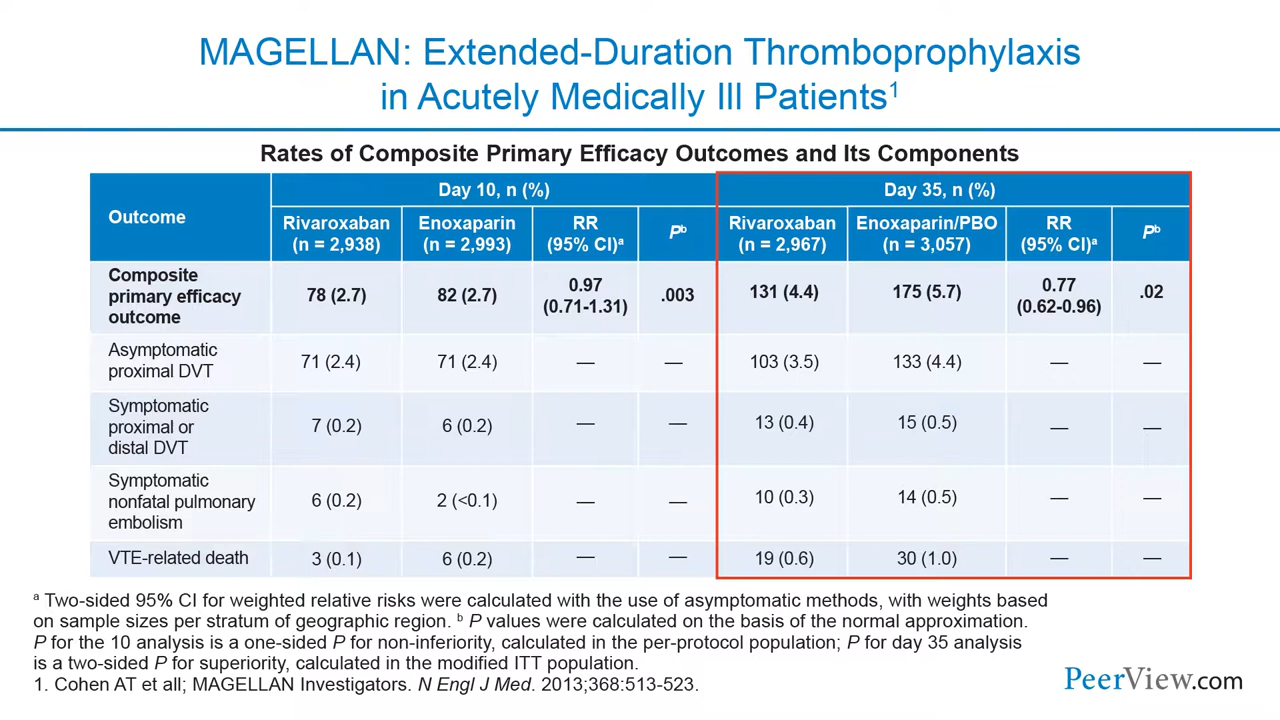 MAGELLAN: Extended-Duration Thromboprophylaxis
in Acutely Medically Ill Patients1
Rates of Composite Primary Efficacy Outcomes and Its Components
Outcome
Day 10, n (%)
Day 35, n (%)
Rivaroxaban
(n = 2,938)
Enoxaparin
(n = 2,993)
RR
(95% CI)a
Pb
Rivaroxaban
(n = 2,967)
Enoxaparin/PBO
(n = 3,057)
RR
(95% CI)a
Pb
Composite
primary efficacy
outcome
78 (2.7)
82 (2.7)
0.97
(0.71-1.31)
.003
131 (4.4)
175 (5.7)
0.77
(0.62-0.96)
.02
Asymptomatic
proximal DVT
71 (2.4)
71 (2.4)
—
—
103 (3.5)
133 (4.4)
—
—
Symptomatic
proximal or
distal DVT
7 (0.2)
6 (0.2)
—
—
13 (0.4)
15 (0.5)
—
—
Symptomatic
nonfatal pulmonary
embolism
6 (0.2)
2 (<0.1)
—
—
10 (0.3)
14 (0.5)
—
—
VTE-related death
3 (0.1)
6 (0.2)
—
—
19 (0.6)
30 (1.0)
—
—
a Two-sided 95% CI for weighted relative risks were calculated with the use of asymptomatic methods, with weights based
on sample sizes per stratum of geographic region. b P values were calculated on the basis of the normal approximation.
P for the 10 analysis is a one-sided P for non-inferiority, calculated in the per-protocol population; P for day 35 analysis
is a two-sided P for superiority, calculated in the modified ITT population.
1. Cohen AT et all; MAGELLAN Investigators. N Engl J Med. 2013;368:513-523.
PeerView.com